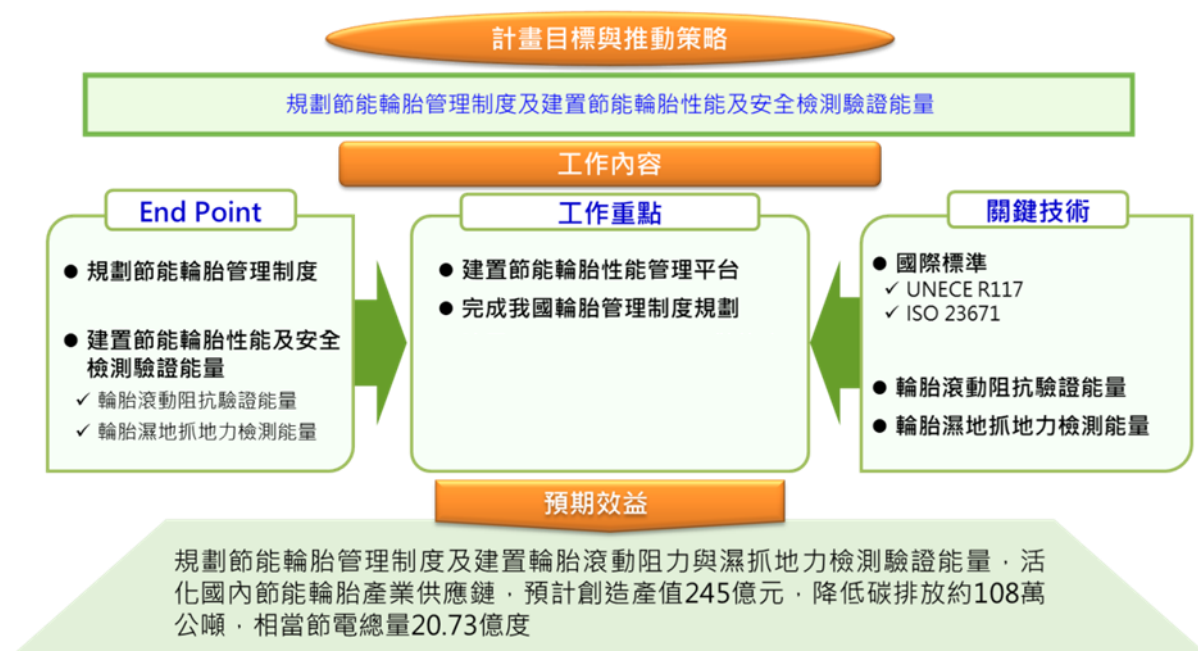 計畫目標與推動策略
規劃節能輪胎管理制度及建置節能輪胎性能及安全檢測驗證能量
工作內容
End Point
● 規劃節能輪胎管理制度
● 建置節能輪胎性能及安全
檢測驗證能量
✓ 輪胎滾動阻抗驗證能量
✓ 輪胎濕地抓地力檢測能量
工作重點
● 建置節能輪胎性能管理平台
● 完成我國輪胎管理制度規劃
關鍵技術
● 國際標準
✓ UNECE R117
✓ ISO 23671
● 輪胎滾動阻抗驗證能量
● 輪胎濕地抓地力檢測能量
預期效益
規劃節能輪胎管理制度及建置輪胎滾動阻力與濕抓地力檢測驗證能量，活
化國內節能輪胎產業供應鏈，預計創造產值245億元，降低碳排放約108萬
公噸，相當節電總量20.73億度